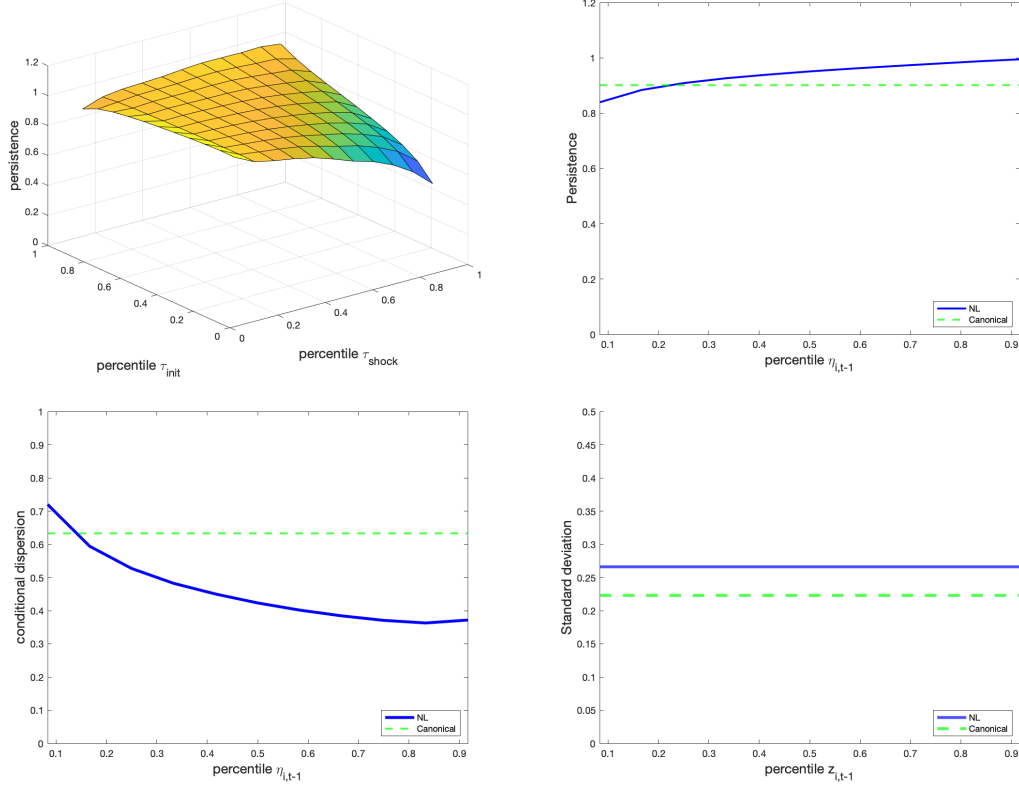 1.2
1
0.8
0.6
0.4
0.2
0
persistence
1
0.8
0.6
0.4
0.2
0
percentile τ_init
0
0.2
0.4
0.6
0.8
1
percentile τ_shock
1.2
1
0.8
0.6
0.4
0.2
0
Persistence
0.1 0.2 0.3 0.4 0.5 0.6 0.7 0.8 0.9
percentile η_i,t-1
NL
Canonical
1
0.9
0.8
0.7
0.6
0.5
0.4
0.3
0.2
0.1
0
conditional dispersion
0.1 0.2 0.3 0.4 0.5 0.6 0.7 0.8 0.9
percentile η_i,t-1
NL
Canonical
0.5
0.45
0.4
0.35
0.3
0.25
0.2
0.15
0.1
0.05
0
Standard deviation
0.1 0.2 0.3 0.4 0.5 0.6 0.7 0.8 0.9
percentile z_i,t-1
NL
Canonical